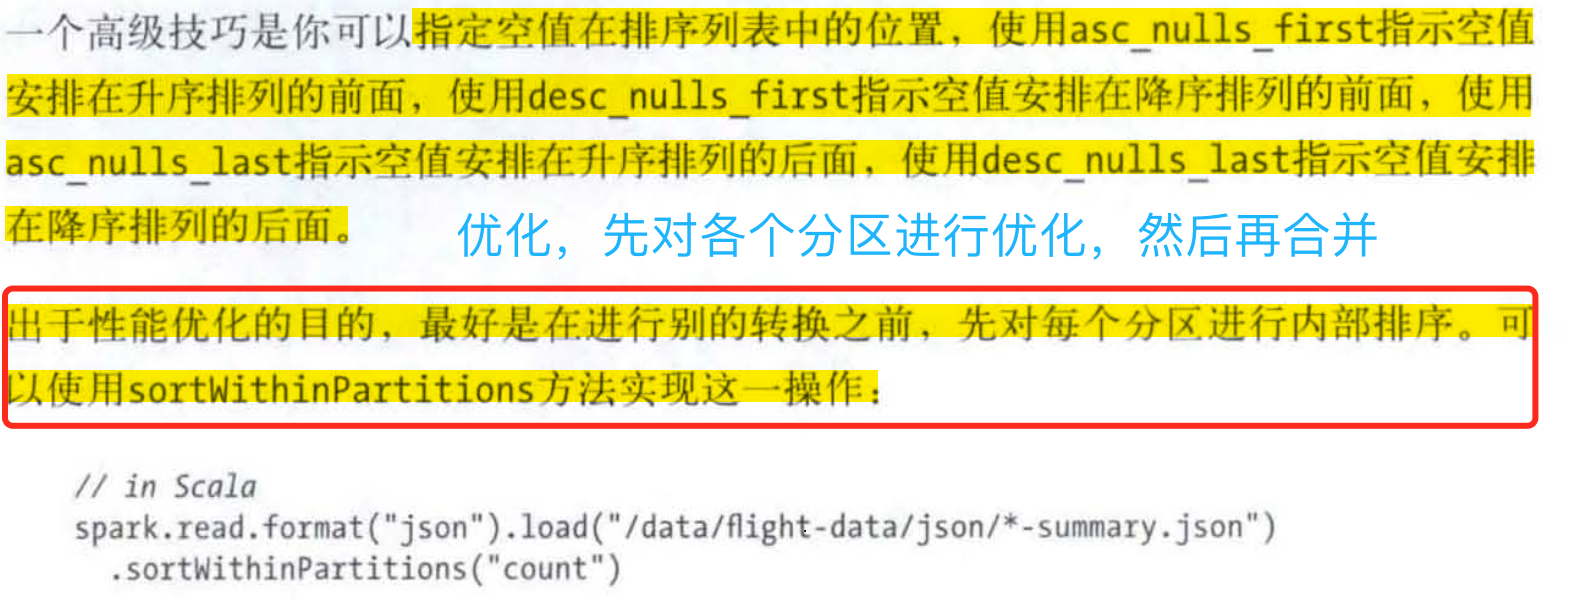 一个高级技巧是你可以指定空值在排序列表中的位置，使用asc_nulls_first指示空值
安排在升序排列的前面，使用desc_nulls_first指示空值安排在降序排列的前面，使用
asc_nulls_last指示空值安排在升序排列的后面，使用desc_nulls_last指示空值安排
在降序排列的后面。
优化，先对各个分区进行优化，然后再合并
出于性能优化的目的，最好是在进行别的转换之前，先对每个分区进行内部排序。可
以使用sortWithinPartitions方法实现这一操作：
// in Scala
spark.read.format("json").load("/data/flight-data/json/*-summary.json")
.sortWithinPartitions("count")